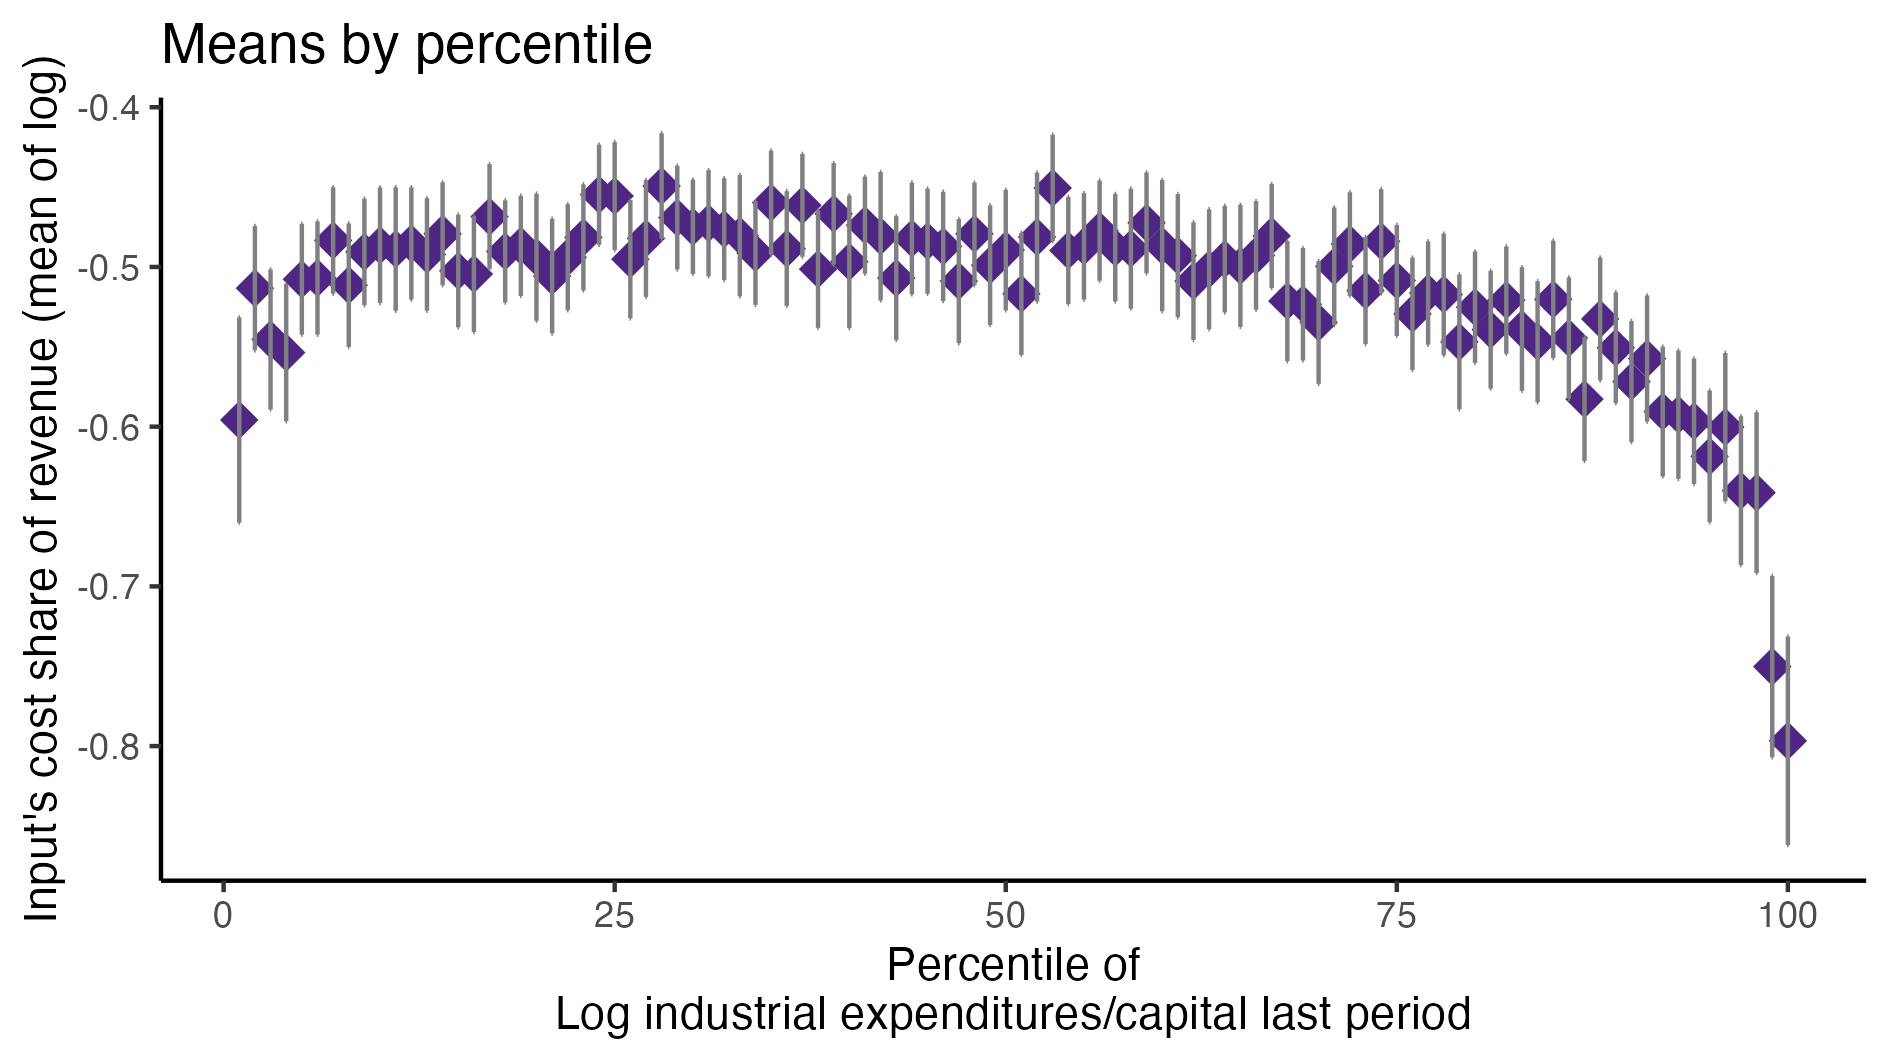 Means by percentile
Input's cost share of revenue (mean of log)
-0.4
-0.5
-0.6
-0.7
-0.8
0 25 50 75 100
Percentile of
Log industrial expenditures/capital last period